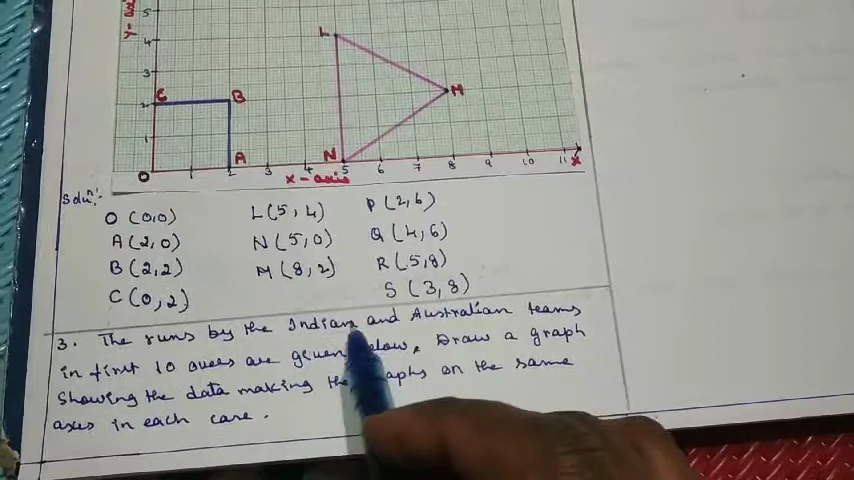 y-axis
5
4
3
2
1
C
B
A
O
1
2
3
4
5
6
7
8
9
10
11
x
L
M
N
x-axis
Solun:
O (0,0)
A (2,0)
B (2,2)
C (0,2)
L (5,4)
N (5,0)
M (8,2)
P (2,6)
Q (4,6)
R (5,8)
S (3,8)
3. The runs by the Indian and Australian teams
in first 10 overs are given below. Draw a graph
showing the data making the graphs on the same
axes in each care.